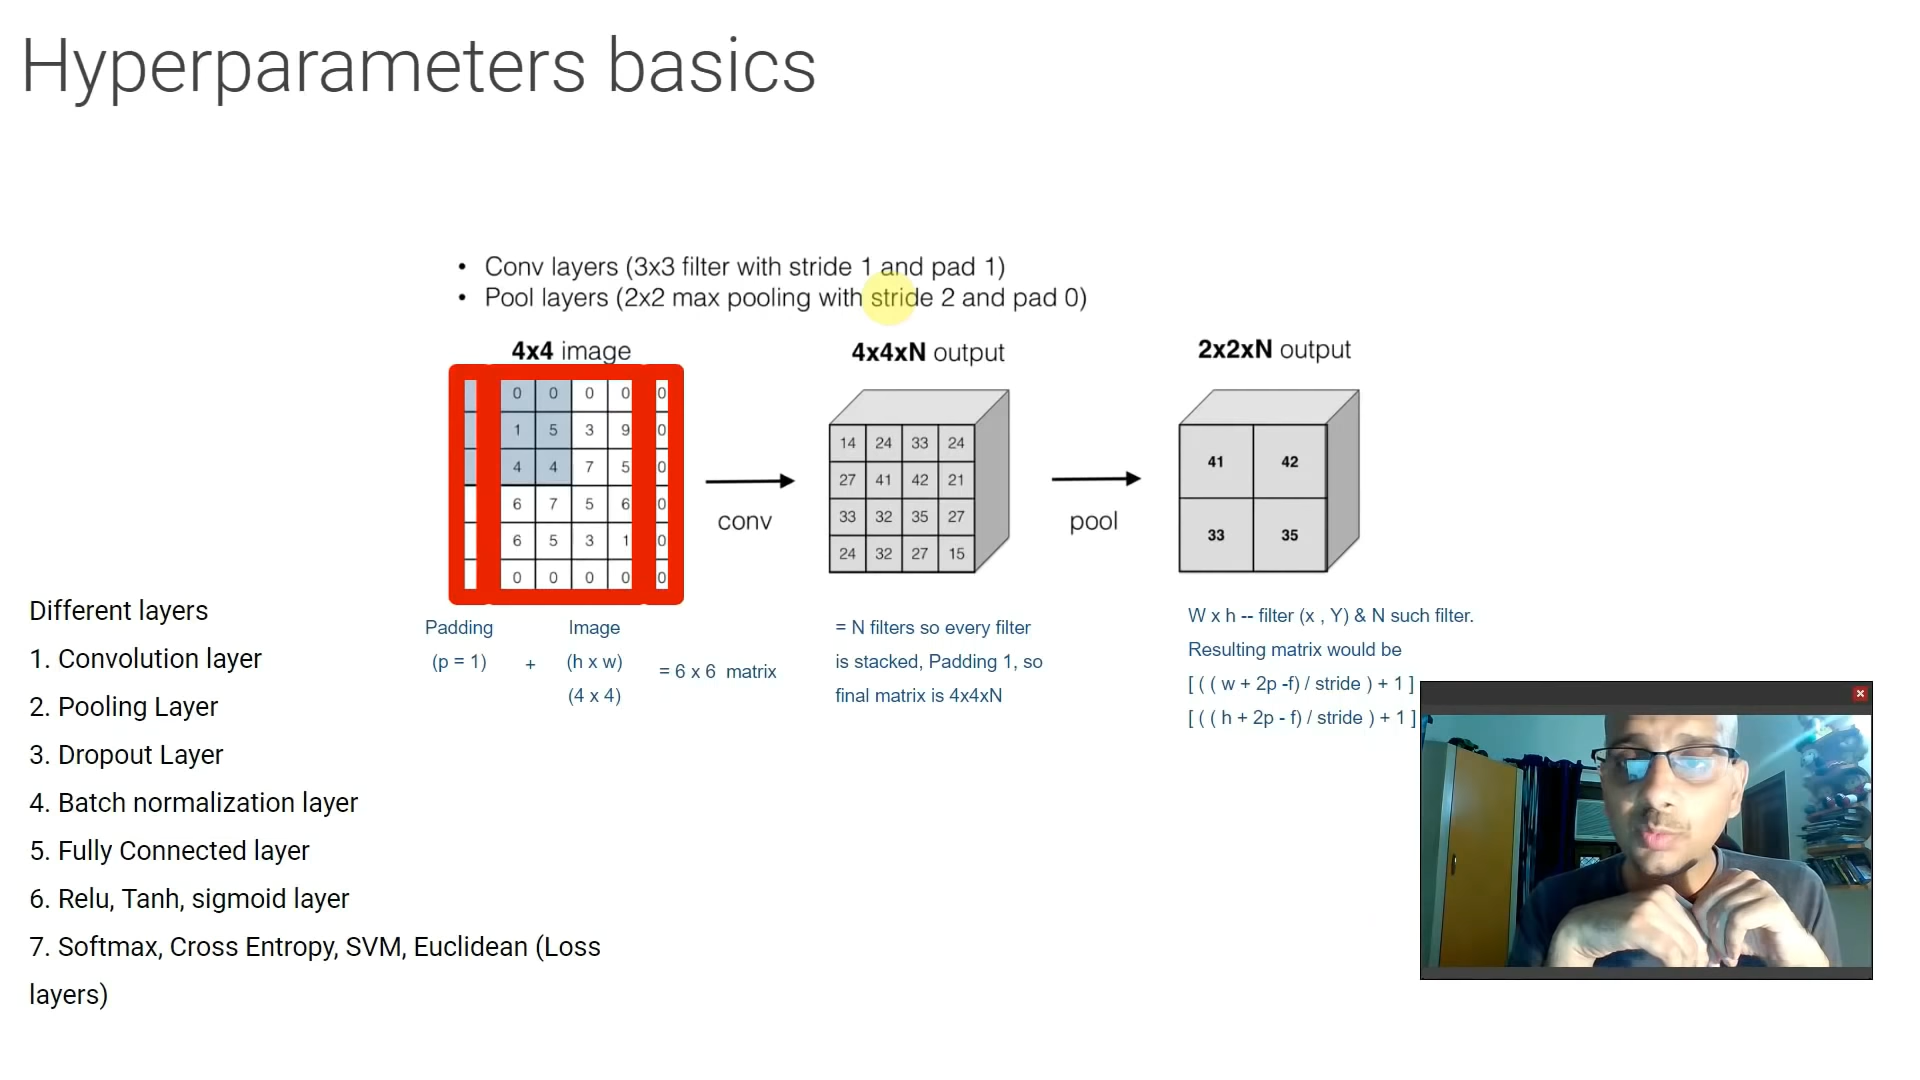 Hyperparameters basics
• Conv layers (3x3 filter with stride 1 and pad 1)
• Pool layers (2x2 max pooling with stride 2 and pad 0)
4x4 image
0 0 0 0 0
1 5 3 9 0
4 4 7 5 0
6 7 5 6 0
6 5 3 1 0
0 0 0 0 0
conv
4x4xN output
14 24 33 24
27 41 42 21
33 32 35 27
24 32 27 15
pool
2x2xN output
41 42
33 35
Padding
(p = 1)
+
Image
(h x w)
(4 x 4)
= 6 x 6 matrix
= N filters so every filter
is stacked, Padding 1, so
final matrix is 4x4xN
W x h -- filter (x , Y) & N such filter.
Resulting matrix would be
[ ( ( w + 2p -f) / stride ) + 1 ]
[ ( ( h + 2p - f) / stride ) + 1 ]
Different layers
1. Convolution layer
2. Pooling Layer
3. Dropout Layer
4. Batch normalization layer
5. Fully Connected layer
6. Relu, Tanh, sigmoid layer
7. Softmax, Cross Entropy, SVM, Euclidean (Loss
layers)